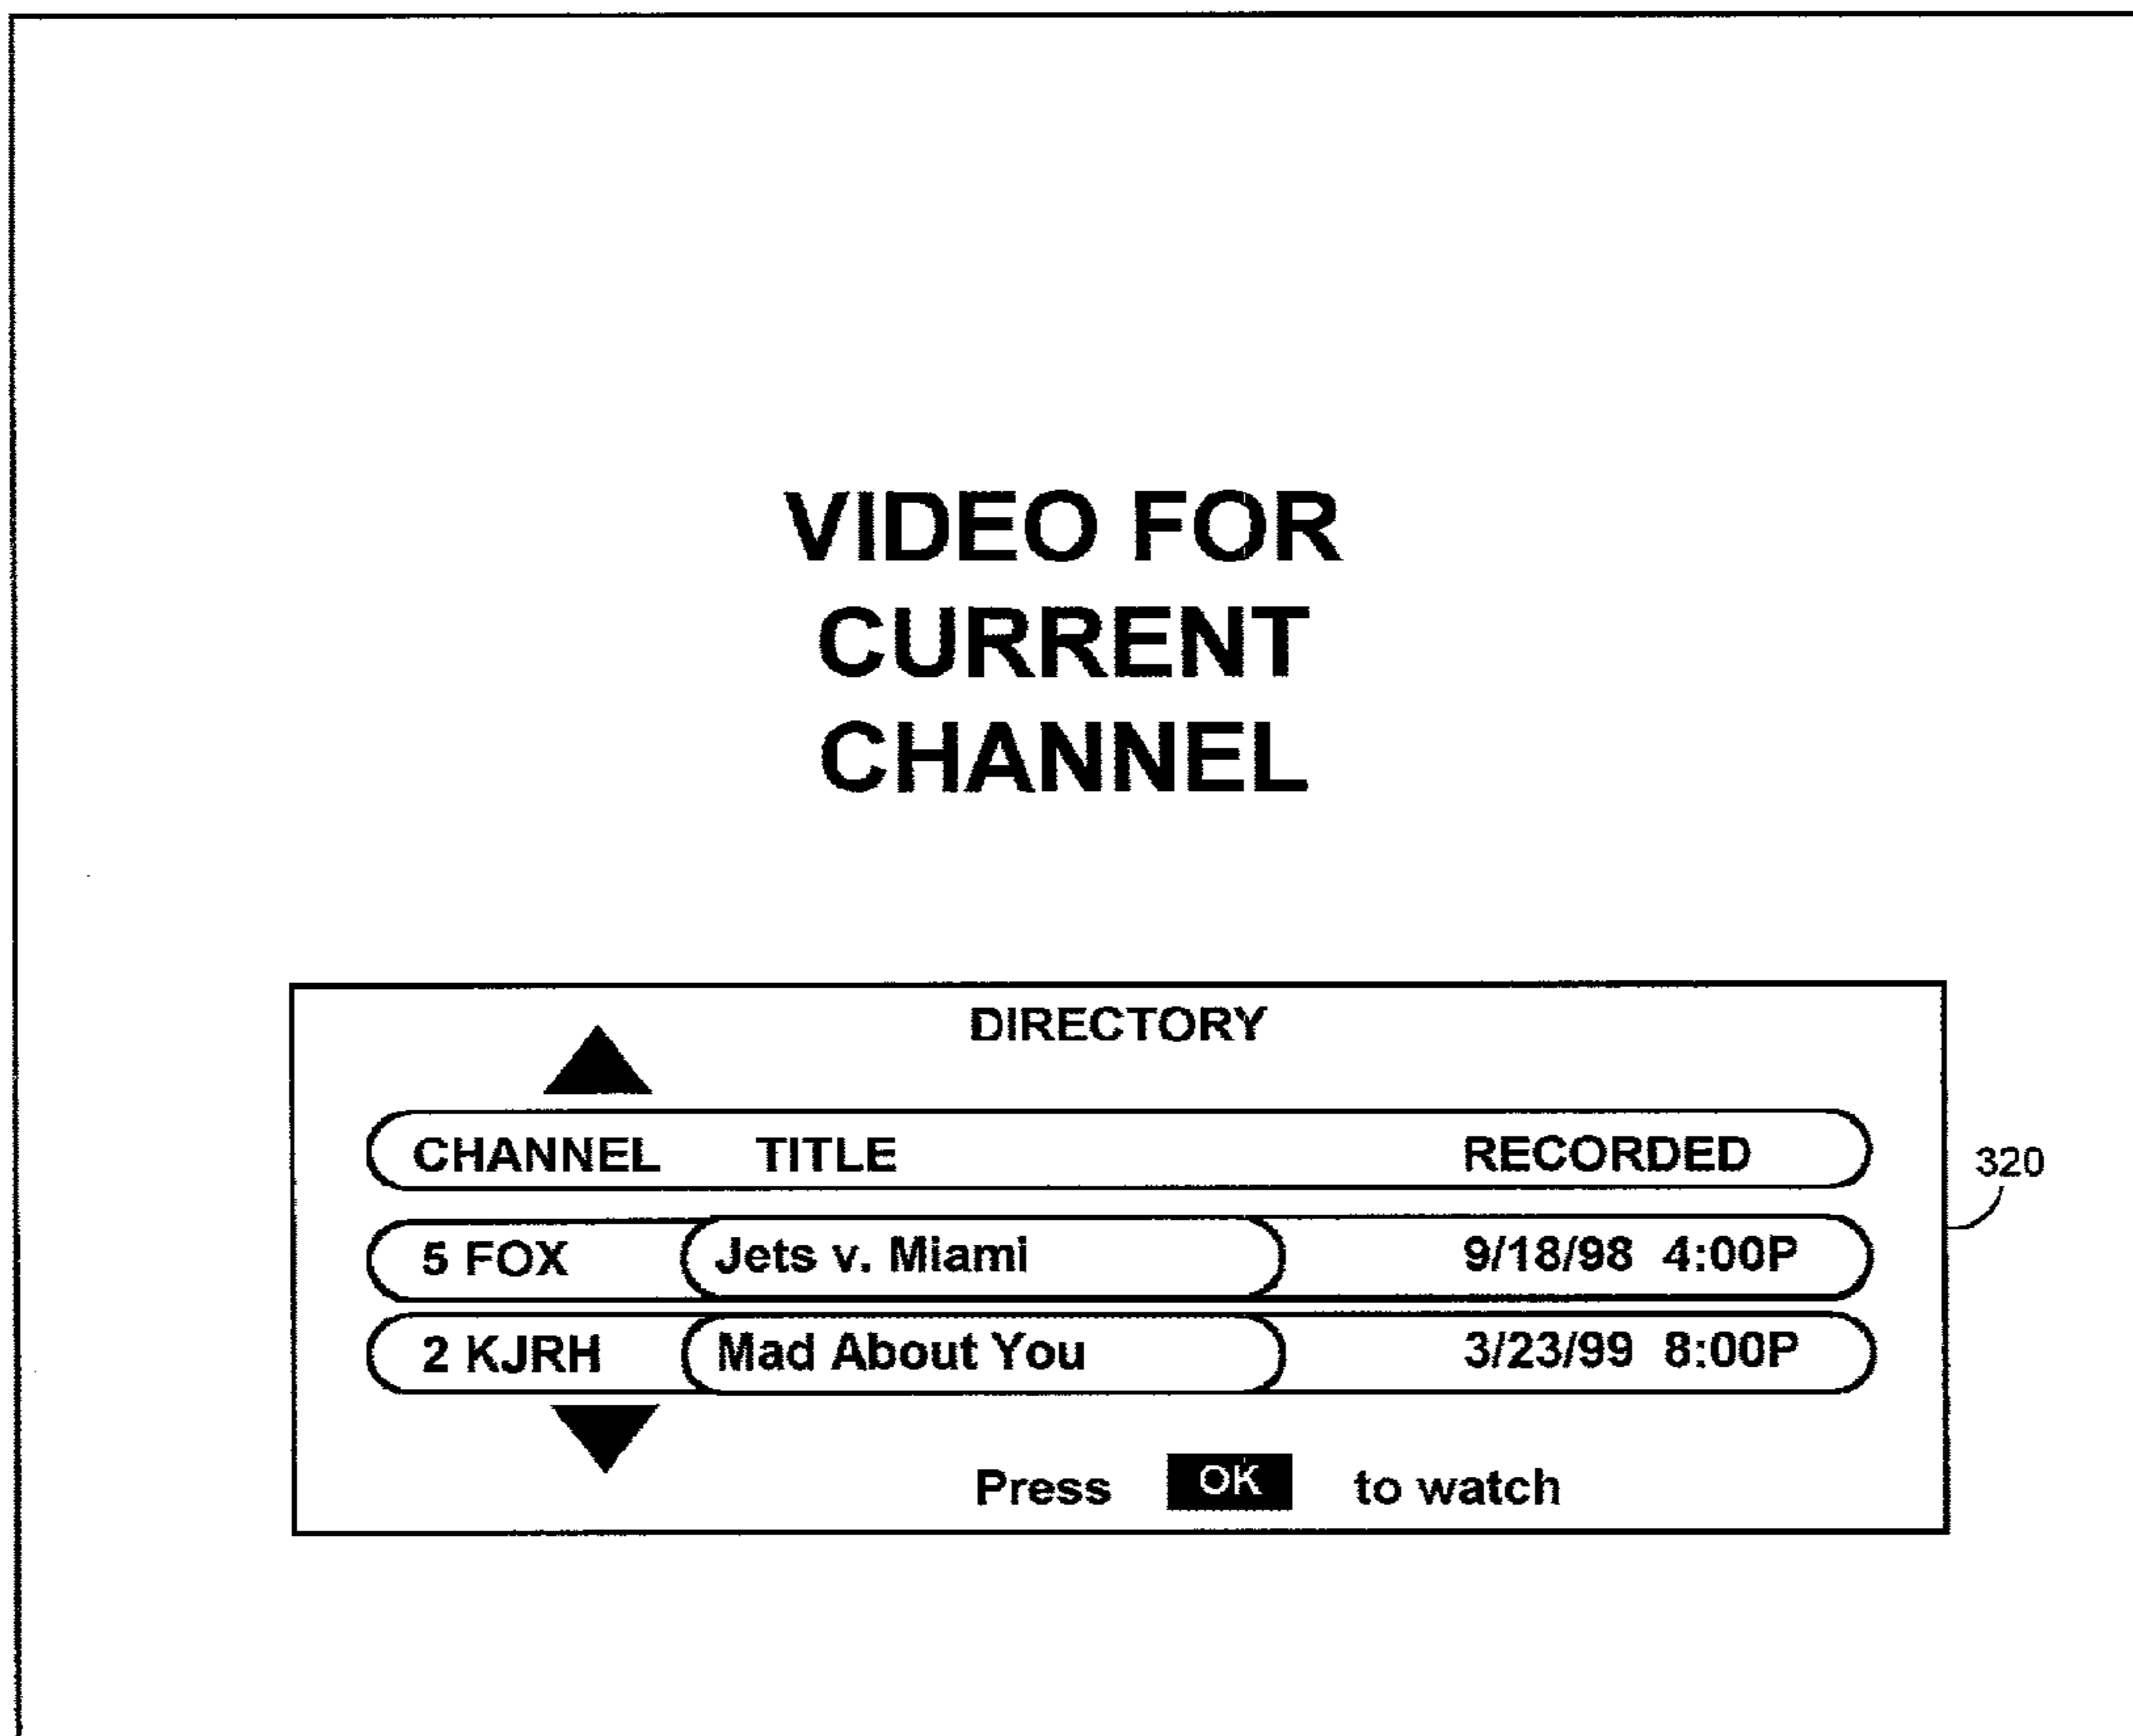 VIDEO FOR
CURRENT
CHANNEL
DIRECTORY
CHANNEL TITLE RECORDED
320
5 FOX Jets v. Miami 9/18/98 4:00P
2 KJRH Mad About You 3/23/99 8:00P
Press OK to watch